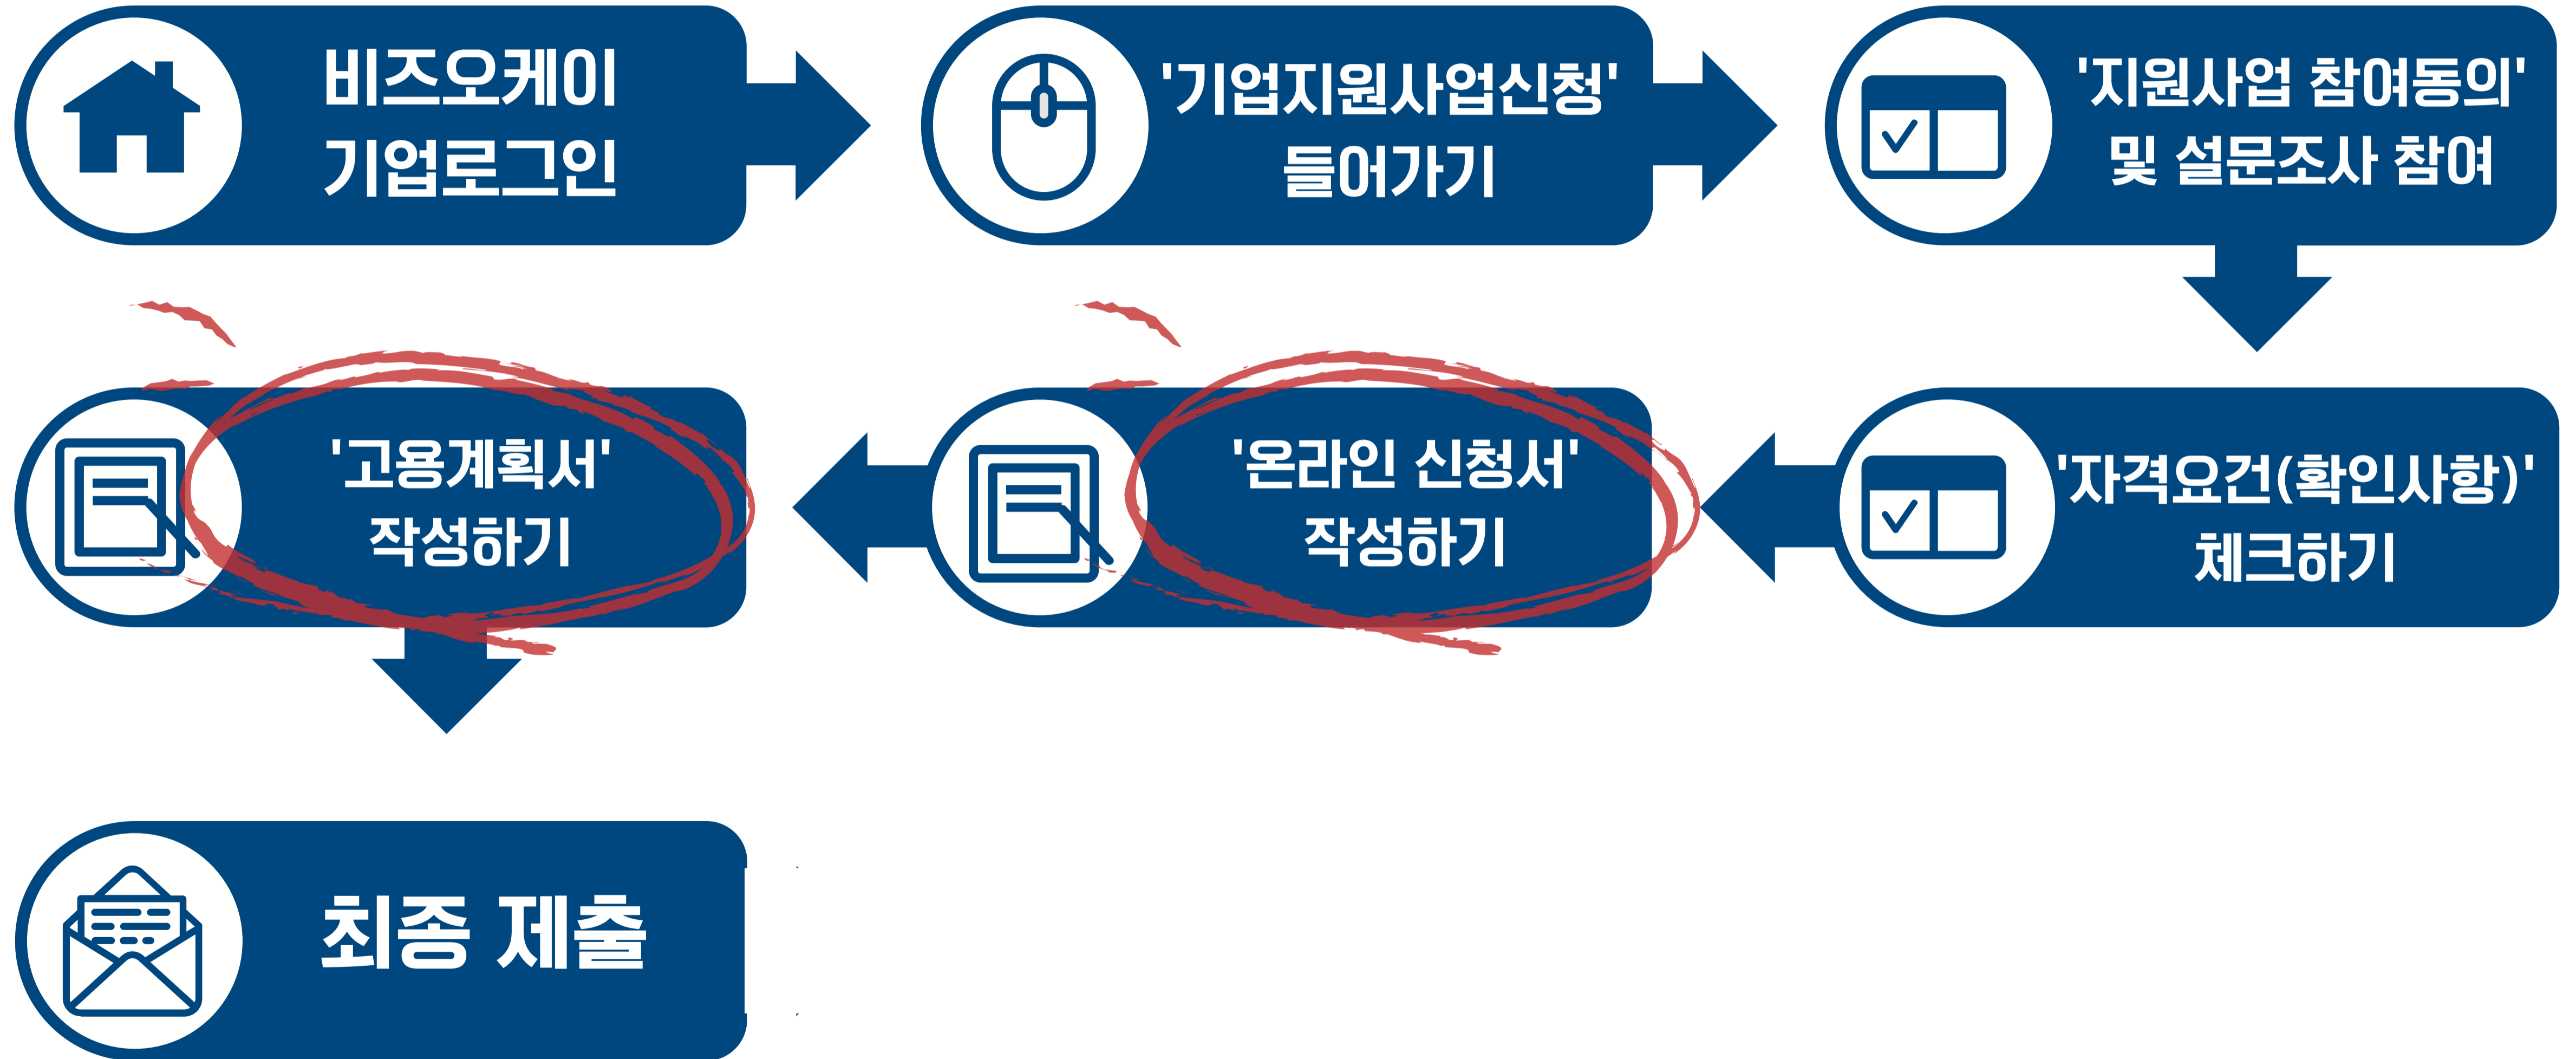 비즈오케이
기업로그인
'기업지원사업신청'
들어가기
'지원사업 참여동의'
및 설문조사 참여
'자격요건(확인사항)'
체크하기
'온라인 신청서'
작성하기
'고용계획서'
작성하기
최종 제출